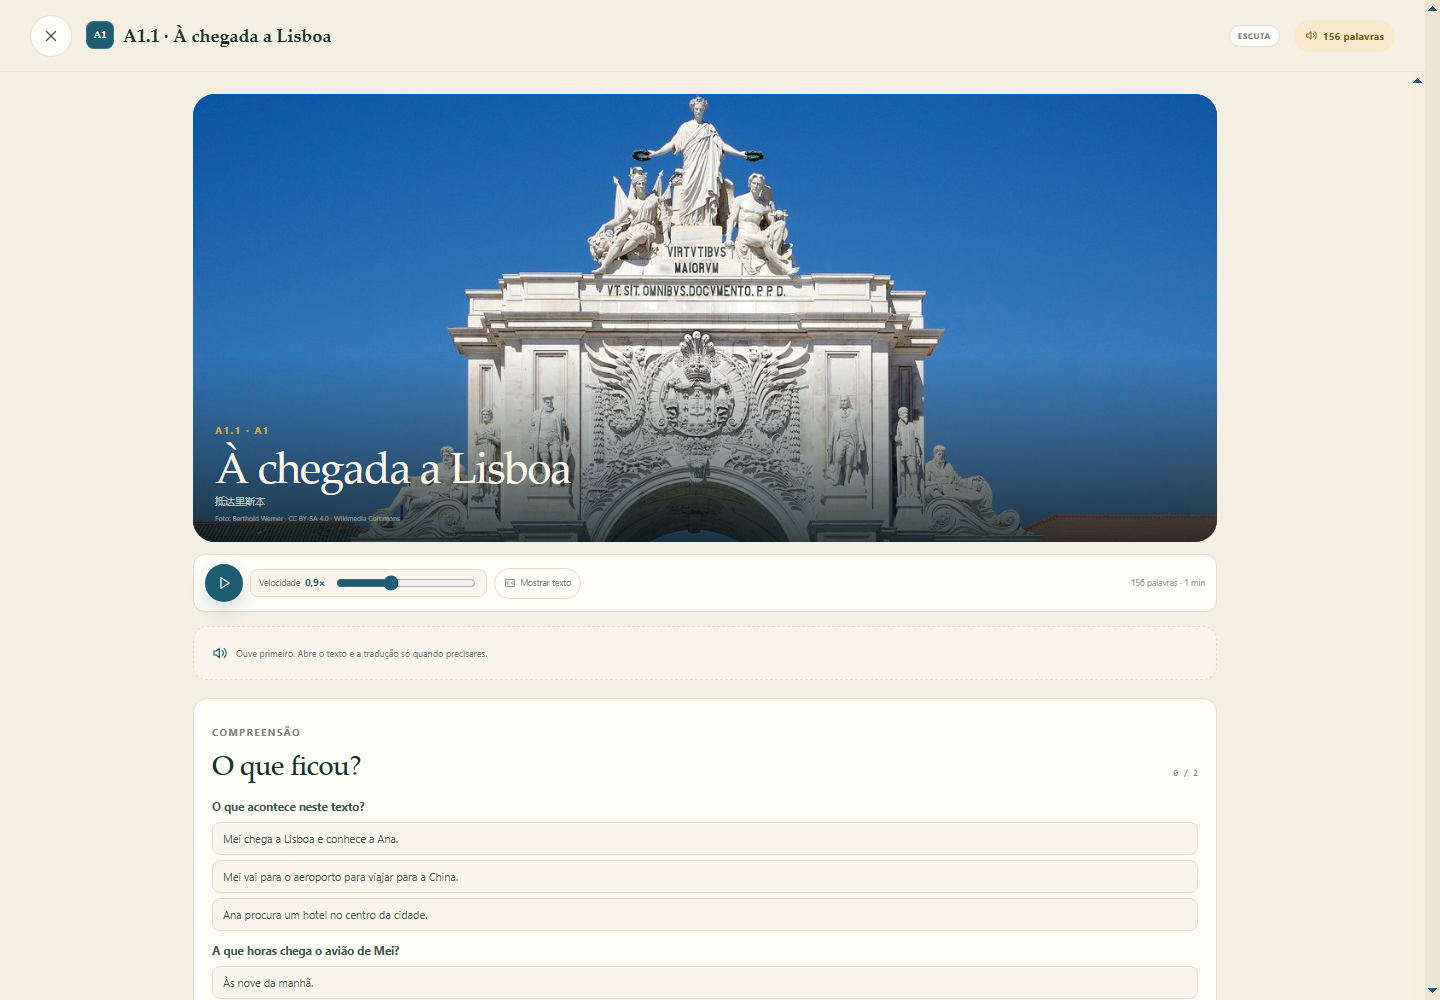 A1
A1.1 · À chegada a Lisboa
ESCUTA
156 palavras
VIRTVTIBVS
MAIORVM
VT.SIT.OMNIBVS.DOCVMENTO.P.P.D.
A1.1 · A1
À chegada a Lisboa
抵达里斯本
Foto: Berthold Werner · CC BY-SA 4.0 · Wikimedia Commons
Velocidade 0,9×
Mostrar texto
156 palavras · 1 min
Ouve primeiro. Abre o texto e a tradução só quando precisares.
COMPREENSÃO
O que ficou?
0 / 2
O que acontece neste texto?
Mei chega a Lisboa e conhece a Ana.
Mei vai para o aeroporto para viajar para a China.
Ana procura um hotel no centro da cidade.
A que horas chega o avião de Mei?
Às nove da manhã.